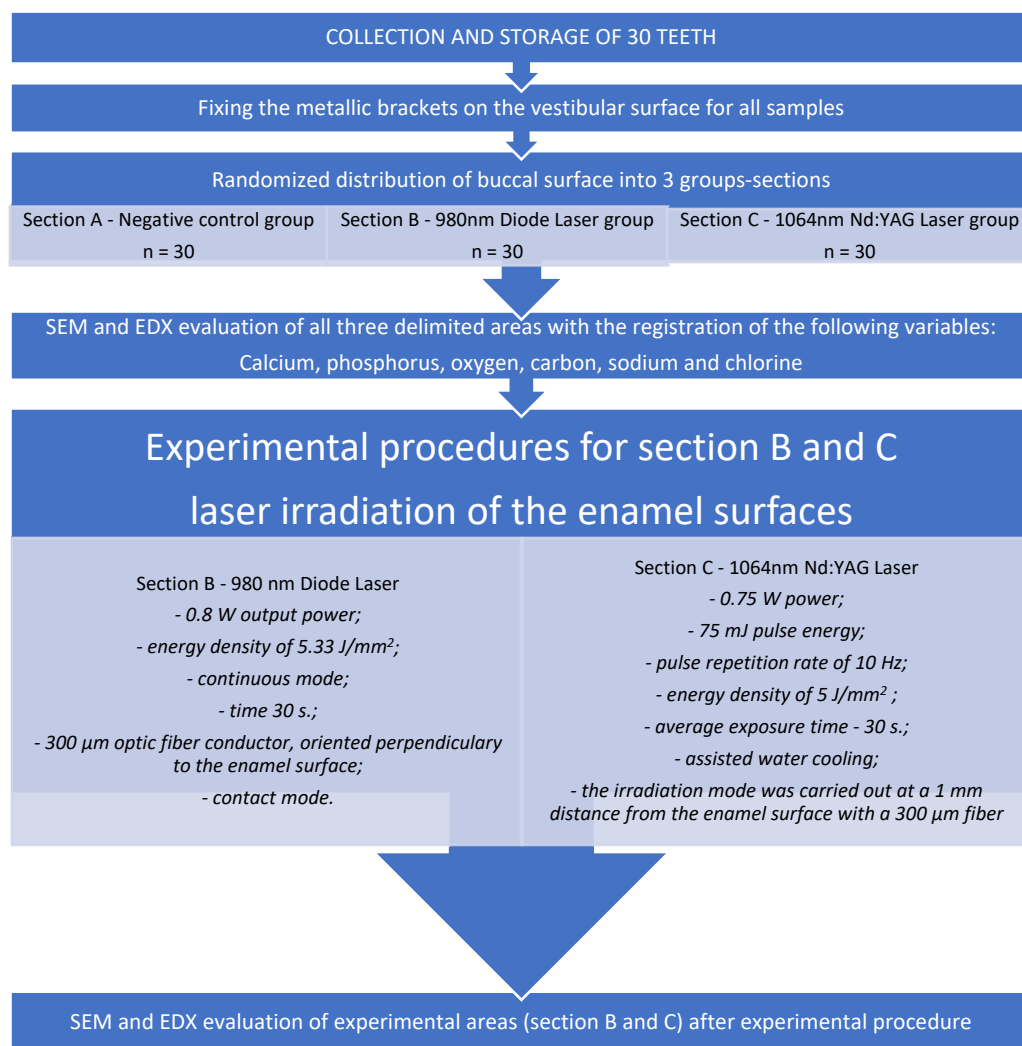 COLLECTION AND STORAGE OF 30 TEETH
Fixing the metallic brackets on the vestibular surface for all samples
Randomized distribution of buccal surface into 3 groups-sections
Section A - Negative control group
n = 30
Section B - 980nm Diode Laser group
n = 30
Section C - 1064nm Nd:YAG Laser group
n = 30
SEM and EDX evaluation of all three delimited areas with the registration of the following variables:
Calcium, phosphorus, oxygen, carbon, sodium and chlorine
Experimental procedures for section B and C
laser irradiation of the enamel surfaces
Section B - 980 nm Diode Laser
- 0.8 W output power;
- energy density of 5.33 J/mm²;
- continuous mode;
- time 30 s.;
- 300 µm optic fiber conductor, oriented perpendiculary
to the enamel surface;
- contact mode.
Section C - 1064nm Nd:YAG Laser
- 0.75 W power;
- 75 mJ pulse energy;
- pulse repetition rate of 10 Hz;
- energy density of 5 J/mm² ;
- average exposure time - 30 s.;
- assisted water cooling;
- the irradiation mode was carried out at a 1 mm
distance from the enamel surface with a 300 µm fiber
SEM and EDX evaluation of experimental areas (section B and C) after experimental procedure